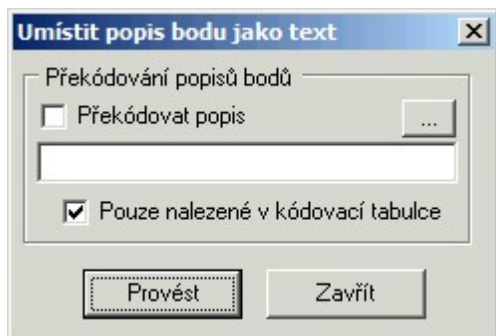 Umístit popis bodu jako text
Překódování popisů bodů
Překódovat popis
...
Pouze nalezené v kódovací tabulce
Provést
Zavřít